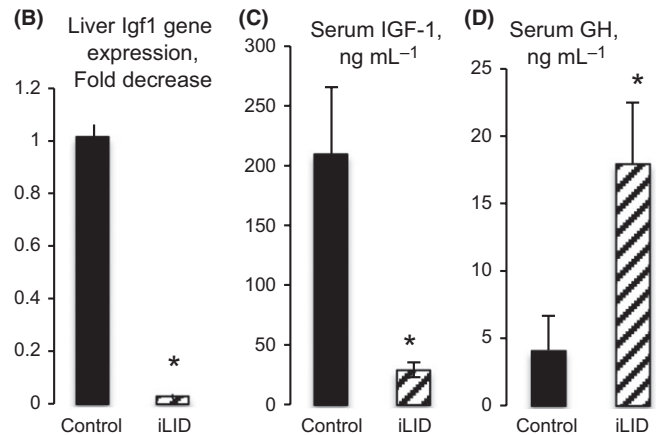 (B) Liver Igf1 gene
expression,
Fold decrease
1.2
1
0.8
0.6
0.4
0.2
0
*
Control iLID
(C) Serum IGF-1,
ng mL–1
300
250
200
150
100
50
0
*
Control iLID
(D) Serum GH,
ng mL–1
25
20
15
10
5
0
*
Control iLID